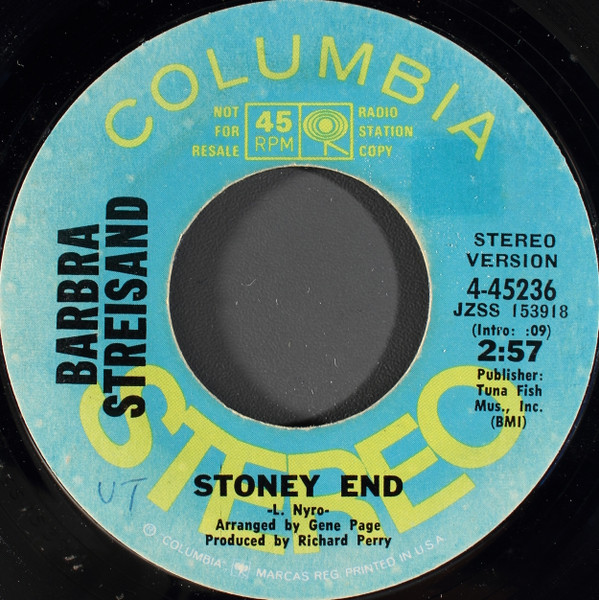 COLUMBIA
NOT
FOR
RESALE
45
RPM
RADIO
STATION
COPY
BARBRA
STREISAND
STEREO
VERSION
4-45236
JZSS 153918
(Intro: :09)
2:57
Publisher:
Tuna Fish
Mus., Inc.
(BMI)
STEREO
STONEY END
-L. Nyro-
Arranged by Gene Page
Produced by Richard Perry
UT
Ⓟ "COLUMBIA" MARCAS REG. PRINTED IN U.S.A.